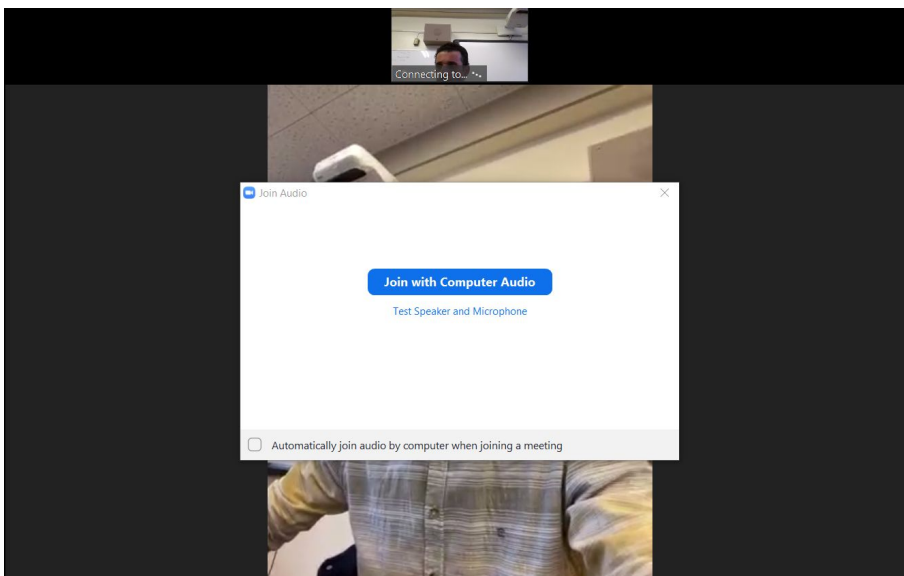 Connecting to...
Join Audio
Join with Computer Audio
Test Speaker and Microphone
Automatically join audio by computer when joining a meeting